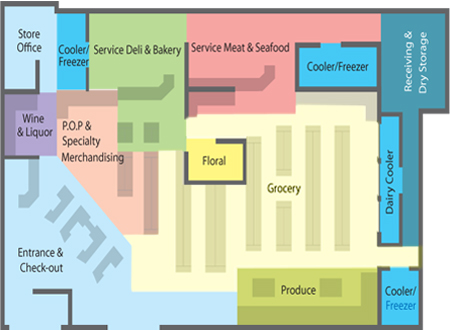 Store
Office
Cooler/
Freezer
Service Deli & Bakery
Service Meat & Seafood
Cooler/Freezer
Receiving &
Dry Storage
Wine
& Liquor
P.O.P &
Specialty
Merchandising
Floral
Grocery
Dairy Cooler
Entrance &
Check-out
Produce
Cooler/
Freezer